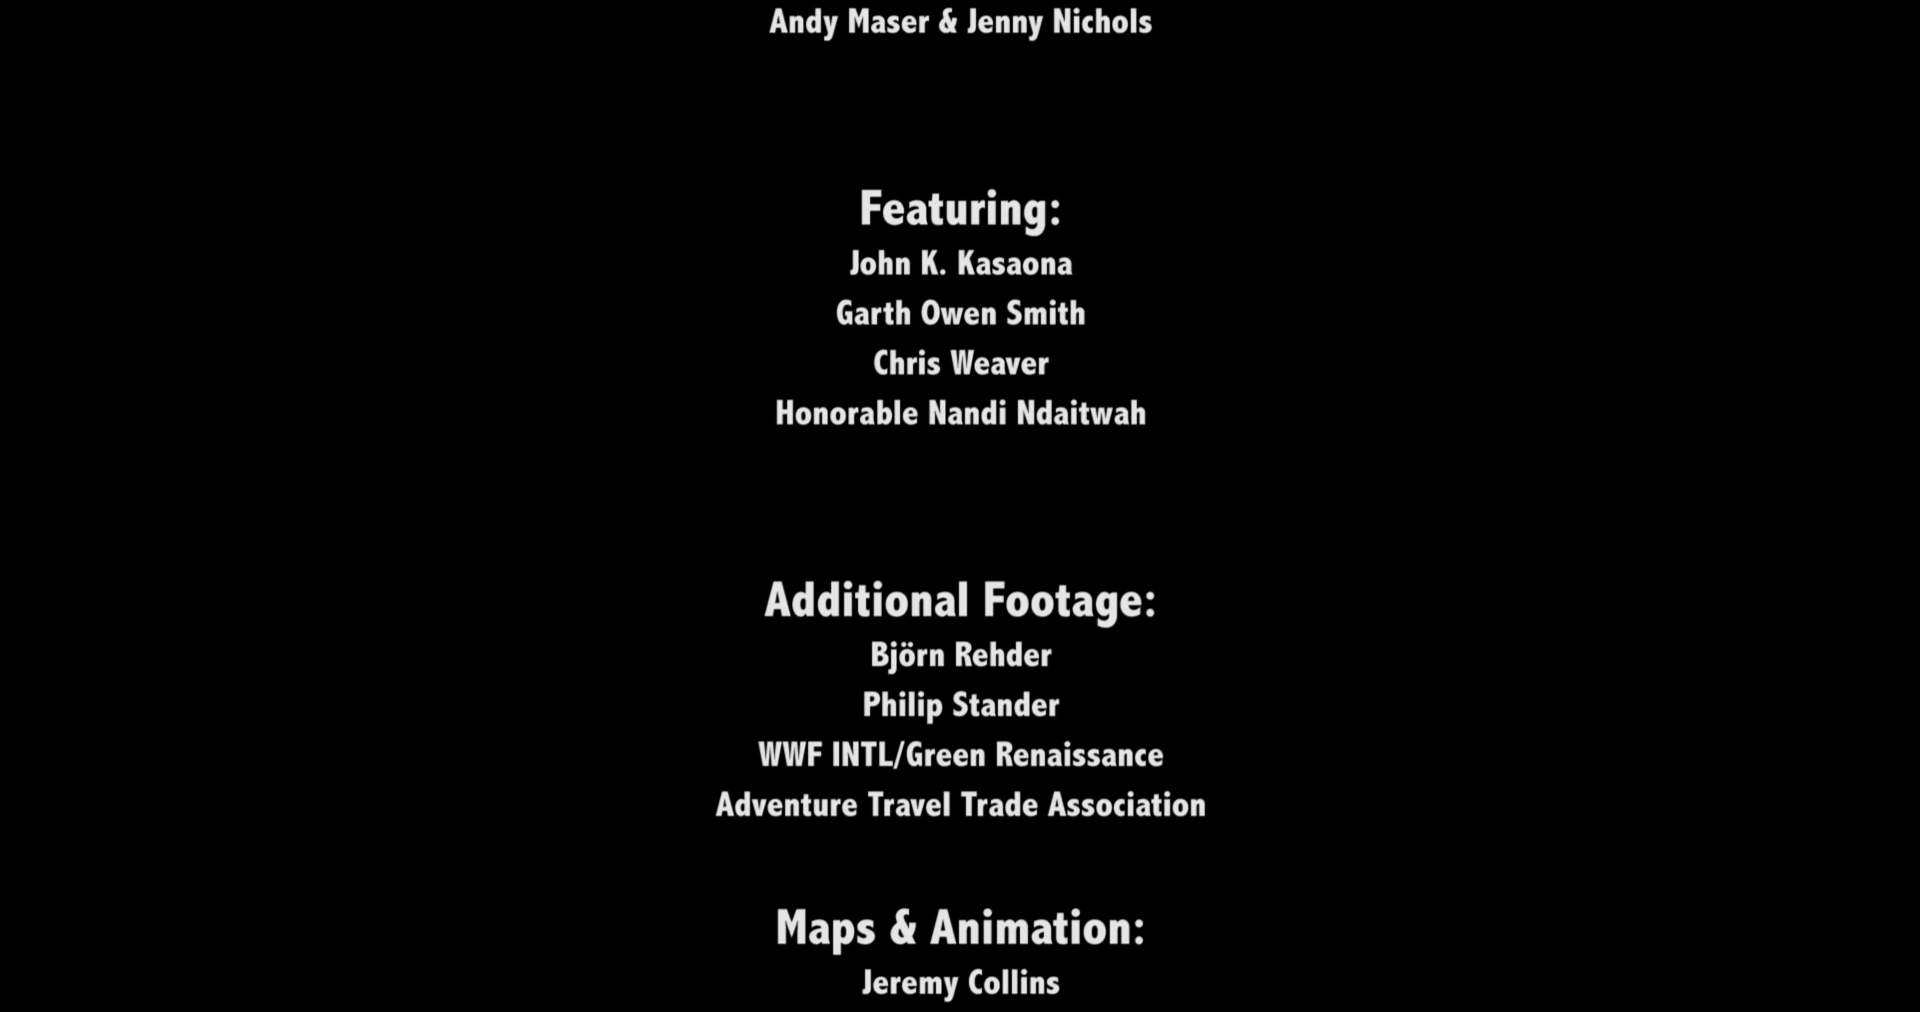 Andy Maser & Jenny Nichols
Featuring:
John K. Kasaona
Garth Owen Smith
Chris Weaver
Honorable Nandi Ndaitwah
Additional Footage:
Björn Rehder
Philip Stander
WWF INTL/Green Renaissance
Adventure Travel Trade Association
Maps & Animation:
Jeremy Collins